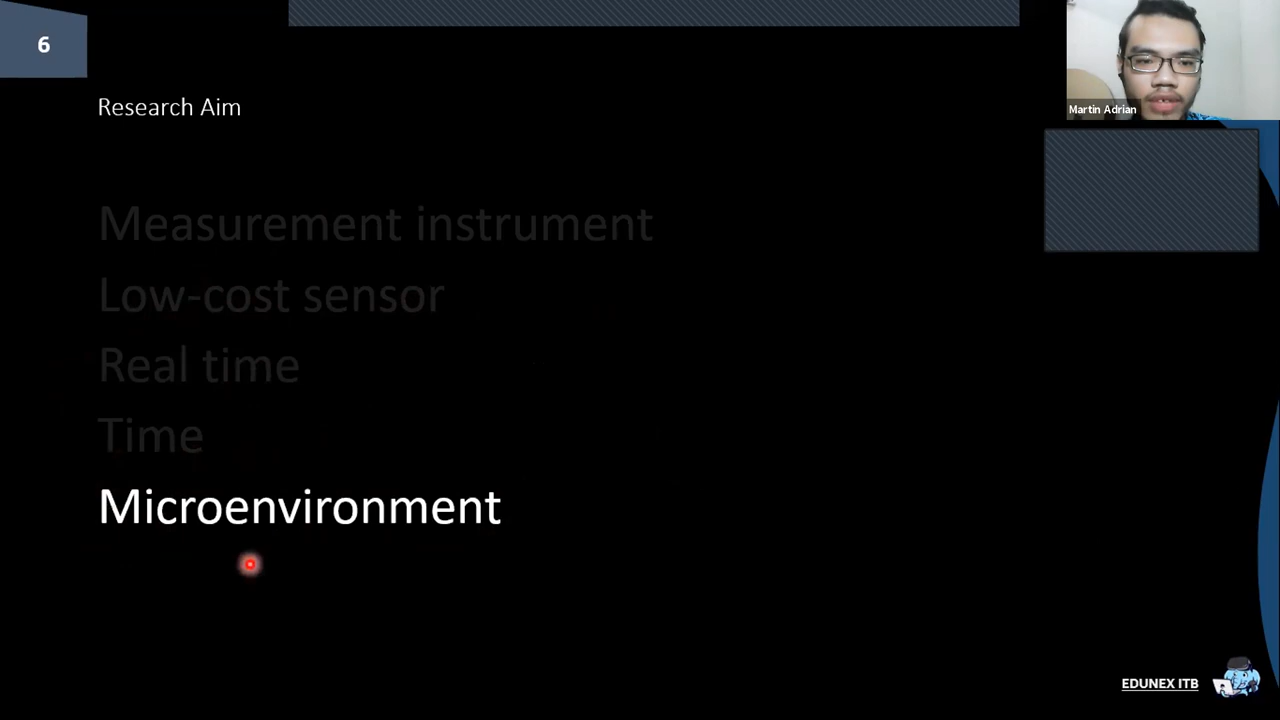 6
Martin Adrian
Research Aim
Measurement instrument
Low-cost sensor
Real time
Time
Microenvironment
EDUNEX ITB